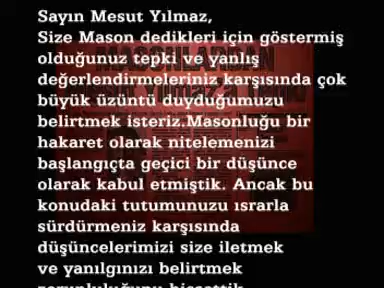 Sayın Mesut Yılmaz,
Size Mason dedikleri için göstermiş
olduğunuz tepki ve yanlış
değerlendirmeleriniz karşısında çok
büyük üzüntü duyduğumuzu
belirtmek isteriz.Masonluğu bir
hakaret olarak nitelemenizi
başlangıçta geçici bir düşünce
olarak kabul etmiştik. Ancak bu
konudaki tutumunuzu ısrarla
sürdürmeniz karşısında
düşüncelerimizi size iletmek
ve yanılgınızı belirtmek